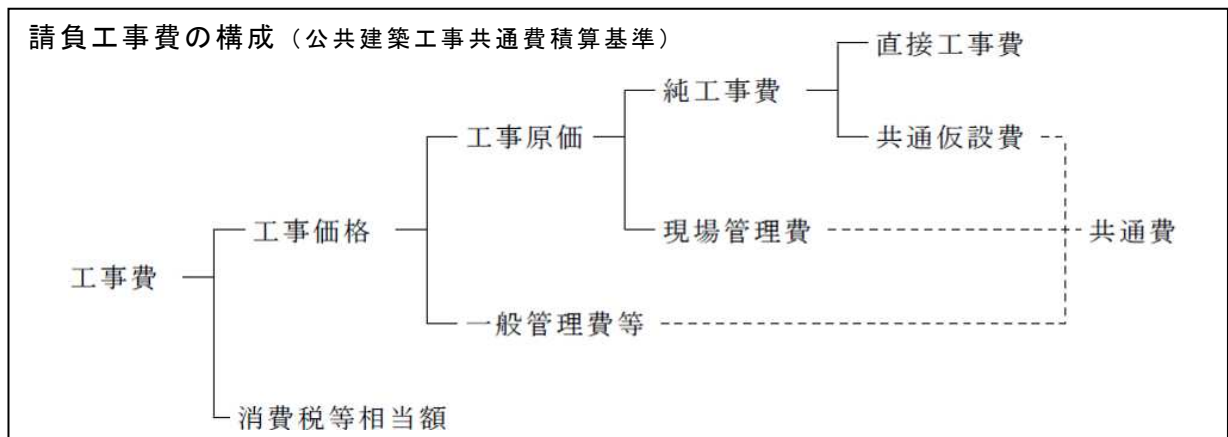 請負工事費の構成（公共建築工事共通費積算基準）
直接工事費
純工事費
工事原価
共通仮設費
工事価格
現場管理費
共通費
工事費
一般管理費等
消費税等相当額